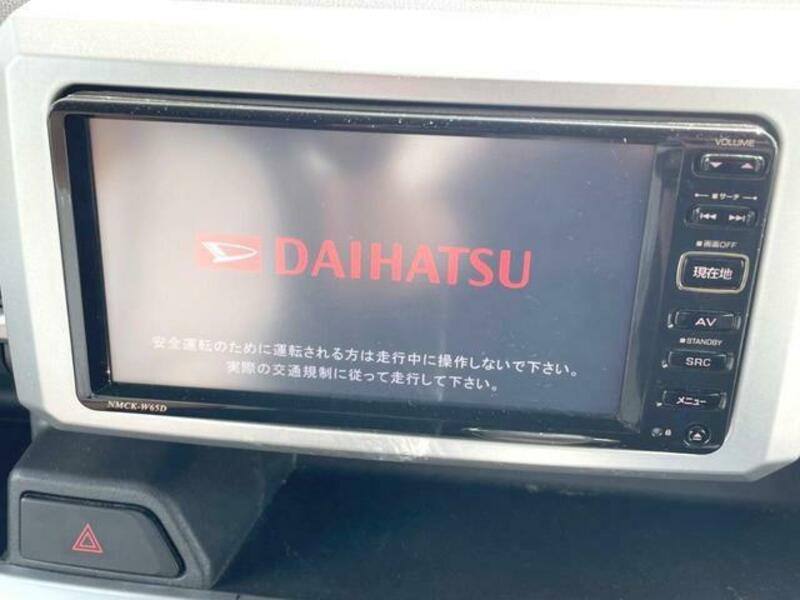 VOLUME
サーチ
画面OFF
現在地
AV
STANDBY
SRC
メニュー
DAIHATSU
安全運転のために運転される方は走行中に操作しないで下さい。
実際の交通規制に従って走行して下さい。
NMCK-W65D